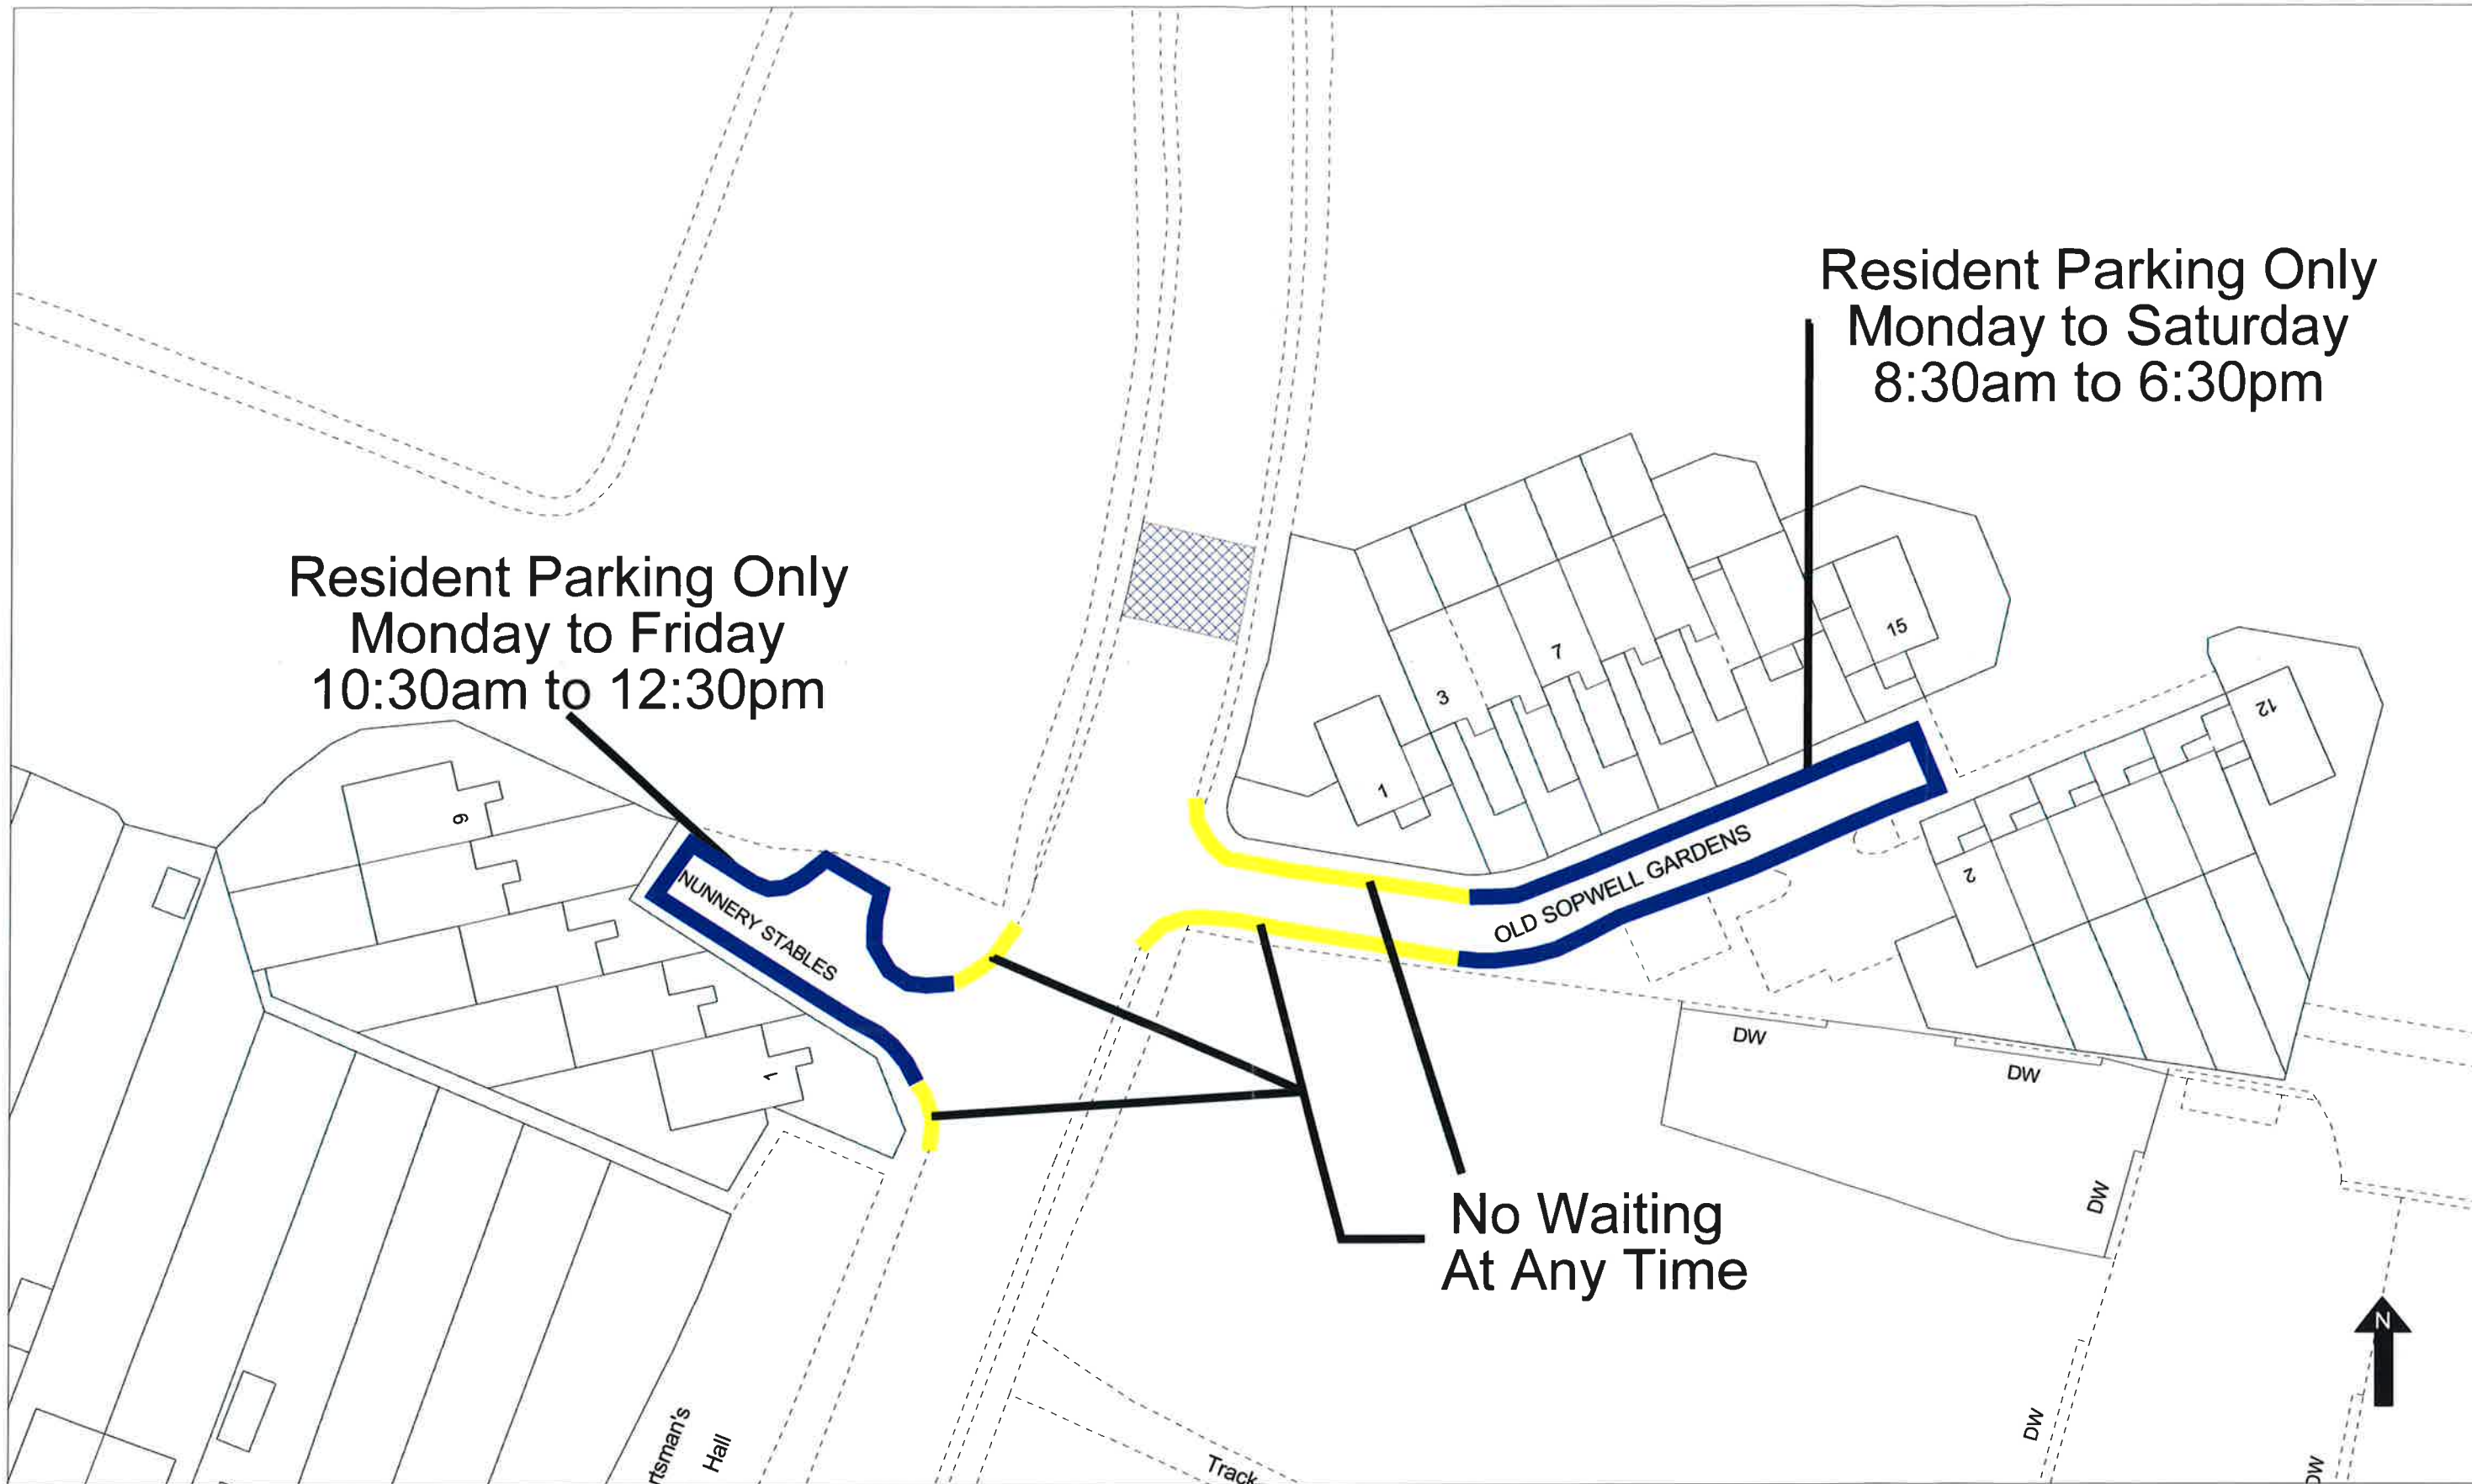 Resident Parking Only
Monday to Saturday
8:30am to 6:30pm
Resident Parking Only
Monday to Friday
10:30am to 12:30pm
15
7
3
1
12
2
9
1
NUNNERY STABLES
OLD SOPWELL GARDENS
DW
DW
DW
No Waiting
At Any Time
N
rtsman's
Hall
Track
DW
DW